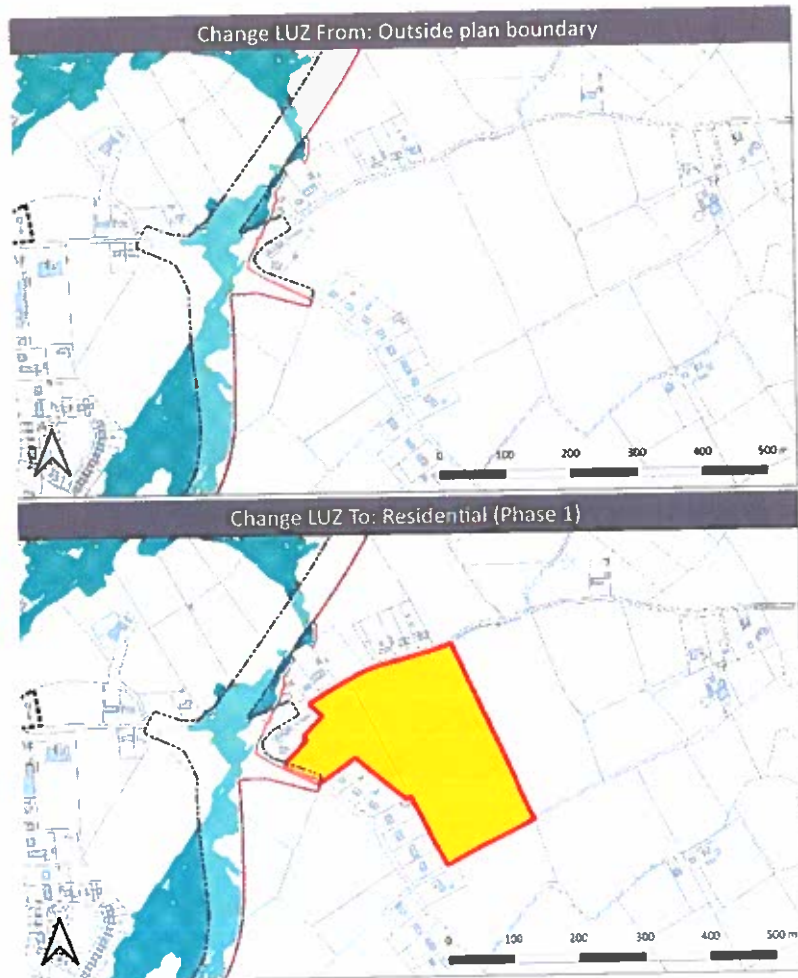 Change LUZ From: Outside plan boundary
0 100 200 300 400 500 m
Change LUZ To: Residential (Phase 1)
0 100 200 300 400 500 m